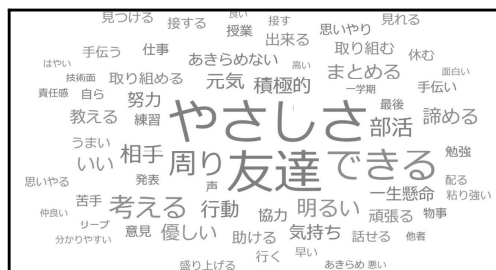 見つける 接する 良い 接す 思いやり 見れる
授業 出来る
手伝う 仕事 あきらめない 取り組む 休む
はやい 高い 面白い
技術面 取り組める 元気 積極的 まとめる 手伝い
責任感 自ら 努力 一学期
教える 練習 やさしさ 部活 最後 諦める
うまい 相手 周り 友達 できる 勉強
いい 発表
思いやる 声 配る
苦手 考える 行動 協力 明るい 一生懸命 粘り強い
仲良い 頑張る 物事
リーブ 意見 優しい 助ける 気持ち 話せる 他者
分かりやすい 行く 早い
盛り上げる あきらめ 悪い